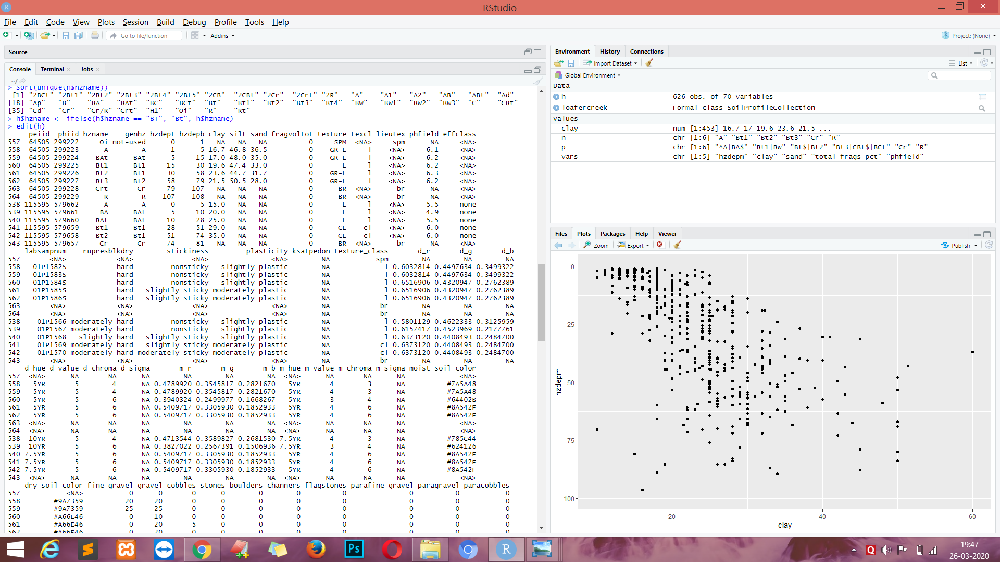 RStudio
File Edit Code View Plots Session Build Debug Profile Tools Help
Go to file/function Addins Project: (None)
Source
Console Terminal Jobs
~/
> sort(unique(h$hzname))
[1] "2BCt" "2Bt1" "2Bt2" "2Bt3" "2Bt4" "2Bt5" "2CB" "2CBt" "2Cr" "2Crt" "2R" "A" "A1" "A2" "AB" "ABt" "Ad"
[18] "Ap" "B" "BA" "BAt" "BC" "BCt" "Bt" "Bt1" "Bt2" "Bt3" "Bt4" "Bw" "Bw1" "Bw2" "Bw3" "C" "CBt"
[35] "Cd" "Cr" "Cr/R" "Crt" "H1" "Oi" "R" "Rt"
> h$hzname <- ifelse(h$hzname == "BT", "Bt", h$hzname)
> edit(h)
peiid phiid hzname genhz hzdept hzdepb clay silt sand fragvoltot texture texcl lieutex phfield effclass
557 64505 299222 Oi not-used 0 1 NA NA NA 0 SPM <NA> spm NA <NA>
558 64505 299223 A A 1 5 16.7 46.8 36.5 0 GR-L l <NA> 6.1 <NA>
559 64505 299224 BAt BAt 5 15 17.0 48.0 35.0 0 GR-L l <NA> 6.2 <NA>
560 64505 299225 Bt1 Bt1 15 30 19.6 47.4 33.0 0 L l <NA> 6.2 <NA>
561 64505 299226 Bt2 Bt1 30 58 23.6 44.7 31.7 0 GR-L l <NA> 6.3 <NA>
562 64505 299227 Bt3 Bt2 58 79 21.5 50.5 28.0 0 GR-L l <NA> 6.2 <NA>
563 64505 299228 Crt Cr 79 107 NA NA NA 0 BR <NA> br NA <NA>
564 64505 299229 R R 107 108 NA NA NA 0 BR <NA> br NA <NA>
538 115595 579662 A A 0 5 15.0 NA NA 0 L l <NA> 5.5 none
539 115595 579661 BA BAt 5 10 20.0 NA NA 0 L l <NA> 4.9 none
540 115595 579660 BAt BAt 10 28 25.0 NA NA 0 L l <NA> 5.5 none
541 115595 579659 Bt1 Bt1 28 51 29.0 NA NA 0 CL cl <NA> 6.0 none
542 115595 579658 Bt2 Bt1 51 74 35.0 NA NA 0 CL cl <NA> 6.0 none
543 115595 579657 Cr Cr 74 81 NA NA NA 0 BR <NA> br NA <NA>
labsampnum rupresblkdry stickiness plasticity ksatpedon texture_class d_r d_g d_b
557 <NA> <NA> <NA> <NA> NA spm NA NA NA
558 01P1582S hard nonsticky slightly plastic NA l 0.6032814 0.4497634 0.3499322
559 01P1583S hard nonsticky slightly plastic NA l 0.6032814 0.4497634 0.3499322
560 01P1584S hard nonsticky slightly plastic NA l 0.6516906 0.4320947 0.2762389
561 01P1585S hard slightly sticky moderately plastic NA l 0.6516906 0.4320947 0.2762389
562 01P1586S hard slightly sticky moderately plastic NA l 0.6516906 0.4320947 0.2762389
563 <NA> <NA> <NA> <NA> NA br NA NA NA
564 <NA> <NA> <NA> <NA> NA br NA NA NA
538 01P1566 moderately hard nonsticky slightly plastic NA l 0.5801129 0.4622333 0.3125959
539 01P1567 moderately hard nonsticky slightly plastic NA l 0.6157417 0.4523969 0.2177761
540 01P1568 slightly hard slightly sticky slightly plastic NA l 0.6373120 0.4408493 0.2484700
541 01P1569 moderately hard slightly sticky moderately plastic NA cl 0.6373120 0.4408493 0.2484700
542 01P1570 moderately hard moderately sticky moderately plastic NA cl 0.6373120 0.4408493 0.2484700
543 <NA> <NA> <NA> <NA> NA br NA NA NA
d_hue d_value d_chroma d_sigma m_r m_g m_b m_hue m_value m_chroma m_sigma moist_soil_color
557 <NA> NA NA NA NA NA NA <NA> NA NA NA <NA>
558 5YR 5 4 NA 0.4789920 0.3545817 0.2821670 5YR 4 3 NA #7A5A48
559 5YR 5 4 NA 0.4789920 0.3545817 0.2821670 5YR 4 3 NA #7A5A48
560 5YR 5 6 NA 0.3940324 0.2499977 0.1668267 5YR 3 4 NA #64402B
561 5YR 5 6 NA 0.5409717 0.3305930 0.1852933 5YR 4 6 NA #8A542F
562 5YR 5 6 NA 0.5409717 0.3305930 0.1852933 5YR 4 6 NA #8A542F
563 <NA> NA NA NA NA NA NA <NA> NA NA NA <NA>
564 <NA> NA NA NA NA NA NA <NA> NA NA NA <NA>
538 10YR 5 4 NA 0.4713544 0.3589827 0.2681530 7.5YR 4 3 NA #785C44
539 10YR 5 6 NA 0.3827022 0.2567391 0.1506936 7.5YR 3 4 NA #624126
540 7.5YR 5 6 NA 0.5409717 0.3305930 0.1852933 5YR 4 6 NA #8A542F
541 7.5YR 5 6 NA 0.5409717 0.3305930 0.1852933 5YR 4 6 NA #8A542F
542 7.5YR 5 6 NA 0.5409717 0.3305930 0.1852933 5YR 4 6 NA #8A542F
543 <NA> NA NA NA NA NA NA <NA> NA NA NA <NA>
dry_soil_color fine_gravel gravel cobbles stones boulders channers flagstones parafine_gravel paragravel paracobbles
557 <NA> 0 0 0 0 0 0 0 0 0 0
558 #9A7359 20 20 0 0 0 0 0 0 0 0
559 #9A7359 25 25 0 0 0 0 0 0 0 0
560 #A66E46 0 10 0 0 0 0 0 0 0 0
561 #A66E46 0 20 5 0 0 0 0 0 0 0
562 #A66E46 0 20 0 0 0 0 0 0 0 0
Environment History Connections
Import Dataset List
Global Environment
Data
h 626 obs. of 70 variables
loafercreek Formal class SoilProfileCollection
Values
clay num [1:453] 16.7 17 19.6 23.6 21.5 ...
n chr [1:6] "A" "Bt1" "Bt2" "Bt3" "Cr" "R"
p chr [1:6] "^A|BA$" "Bt1|Bw" "Bt$|Bt2" "Bt3|CBt$|BCt" "Cr" "R"
vars chr [1:5] "hzdepm" "clay" "sand" "total_frags_pct" "phfield"
Files Plots Packages Help Viewer
Zoom Export Publish
0
25
50
75
100
hzdepm
20 40 60
clay
Ps
R
Q
19:47
26-03-2020